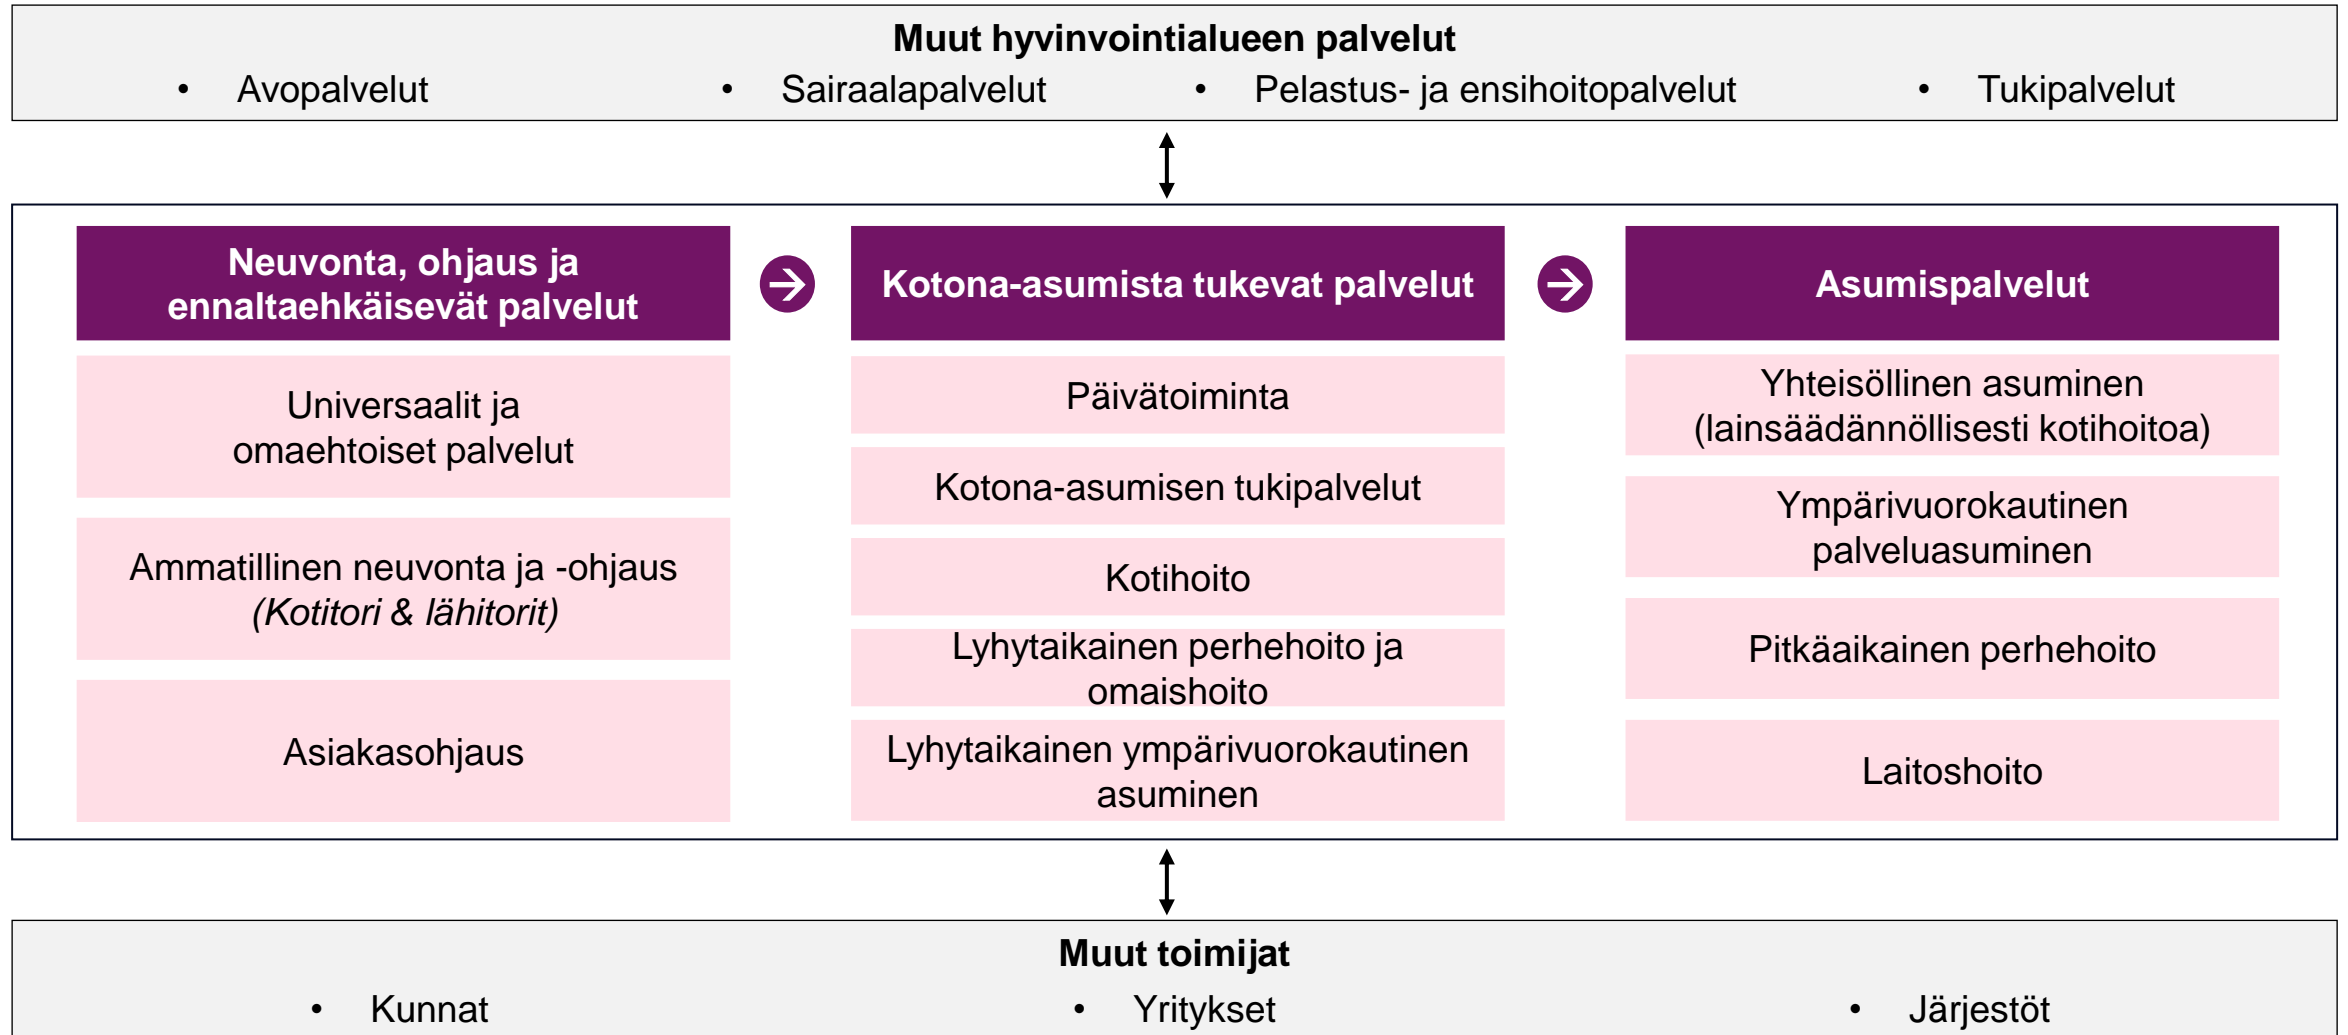 Muut hyvinvointialueen palvelut
• Avopalvelut • Sairaalapalvelut • Pelastus- ja ensihoitopalvelut • Tukipalvelut
Neuvonta, ohjaus ja
ennaltaehkäisevät palvelut
Universaalit ja
omaehtoiset palvelut
Ammatillinen neuvonta ja -ohjaus
(Kotitori & lähitorit)
Asiakasohjaus
Kotona-asumista tukevat palvelut
Päivätoiminta
Kotona-asumisen tukipalvelut
Kotihoito
Lyhytaikainen perhehoito ja
omaishoito
Lyhytaikainen ympärivuorokautinen
asuminen
Asumispalvelut
Yhteisöllinen asuminen
(lainsäädännöllisesti kotihoitoa)
Ympärivuorokautinen
palveluasuminen
Pitkäaikainen perhehoito
Laitoshoito
Muut toimijat
• Kunnat • Yritykset • Järjestöt